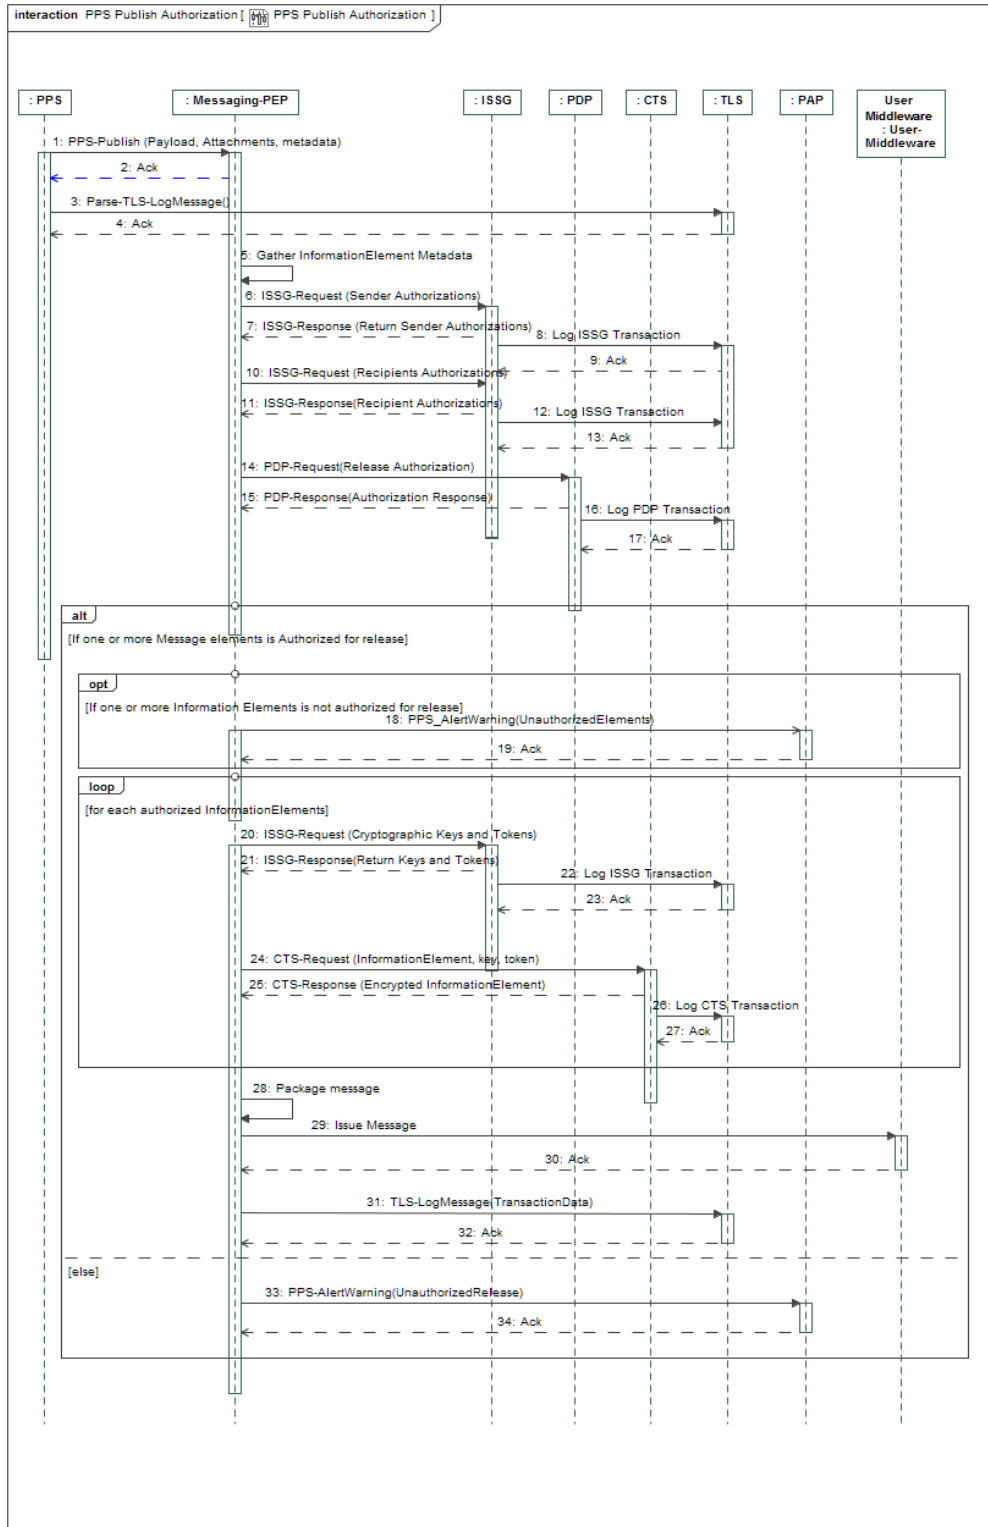 interaction PPS Publish Authorization [ PPS Publish Authorization ]
: PPS
: Messaging-PEP
: ISSG
: PDP
: CTS
: TLS
: PAP
User
Middleware
: User-
Middleware
1: PPS-Publish (Payload, Attachments, metadata)
2: Ack
3: Parse-TLS-LogMessage()
4: Ack
5: Gather InformationElement Metadata
6: ISSG-Request (Sender Authorizations)
7: ISSG-Response (Return Sender Authorizations)
8: Log ISSG Transaction
9: Ack
10: ISSG-Request (Recipients Authorizations)
11: ISSG-Response(Recipient Authorizations)
12: Log ISSG Transaction
13: Ack
14: PDP-Request(Release Authorization)
15: PDP-Response(Authorization Response)
16: Log PDP Transaction
17: Ack
alt
[If one or more Message elements is Authorized for release]
opt
[If one or more Information Elements is not authorized for release]
18: PPS_AlertWarning(UnauthorizedElements)
19: Ack
loop
[for each authorized InformationElements]
20: ISSG-Request (Cryptographic Keys and Tokens)
21: ISSG-Response(Return Keys and Tokens)
22: Log ISSG Transaction
23: Ack
24: CTS-Request (InformationElement, key, token)
25: CTS-Response (Encrypted InformationElement)
26: Log CTS Transaction
27: Ack
28: Package message
29: Issue Message
30: Ack
31: TLS-LogMessage(TransactionData)
32: Ack
[else]
33: PPS-AlertWarning(UnauthorizedRelease)
34: Ack